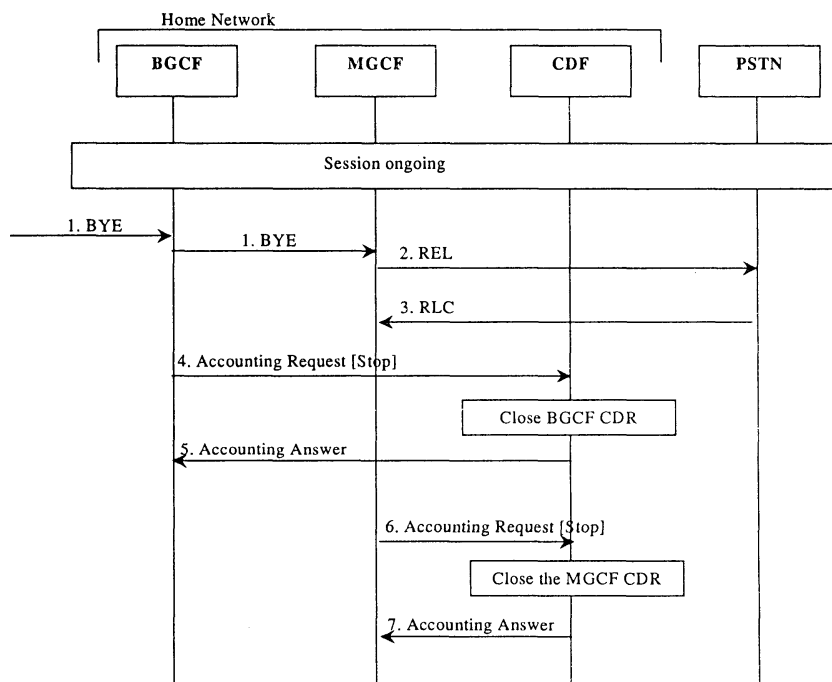 Home Network
BGCF
MGCF
CDF
PSTN
Session ongoing
1. BYE
1. BYE
2. REL
3. RLC
4. Accounting Request [Stop]
Close BGCF CDR
5. Accounting Answer
6. Accounting Request [Stop]
Close the MGCF CDR
7. Accounting Answer